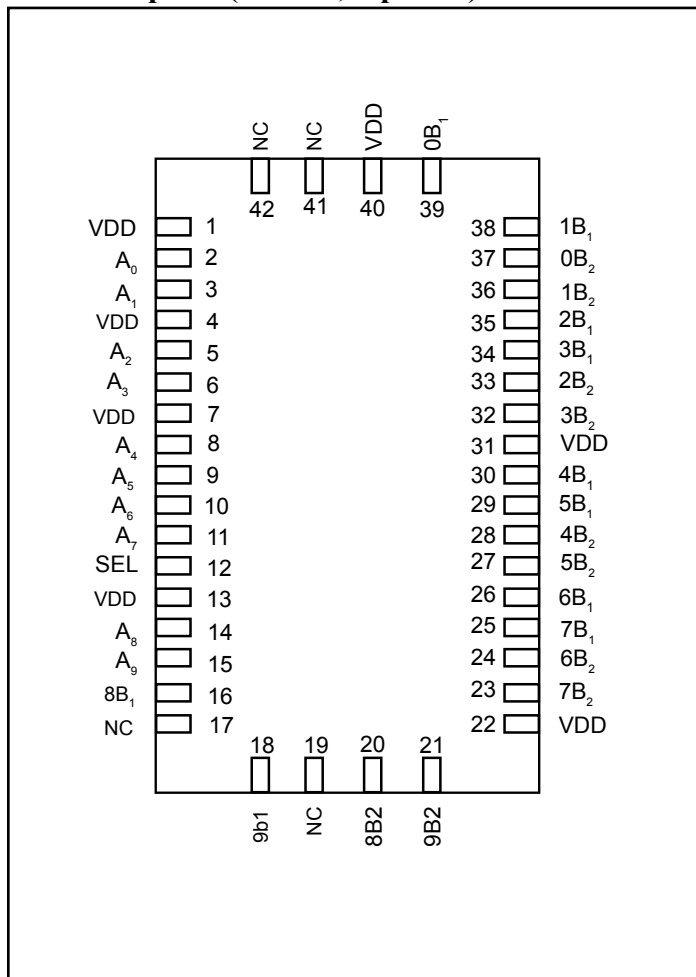 NC NC VDD 0B₁
42 41 40 39
VDD 1 38 1B₁
A₀ 2 37 0B₂
A₁ 3 36 1B₂
VDD 4 35 2B₁
A₂ 5 34 3B₁
A₃ 6 33 2B₂
VDD 7 32 3B₂
A₄ 8 31 VDD
A₅ 9 30 4B₁
A₆ 10 29 5B₁
A₇ 11 28 4B₂
SEL 12 27 5B₂
VDD 13 26 6B₁
A₈ 14 25 7B₁
A₉ 15 24 6B₂
8B₁ 16 23 7B₂
NC 17 22 VDD
18 19 20 21
9b1 NC 8B2 9B2